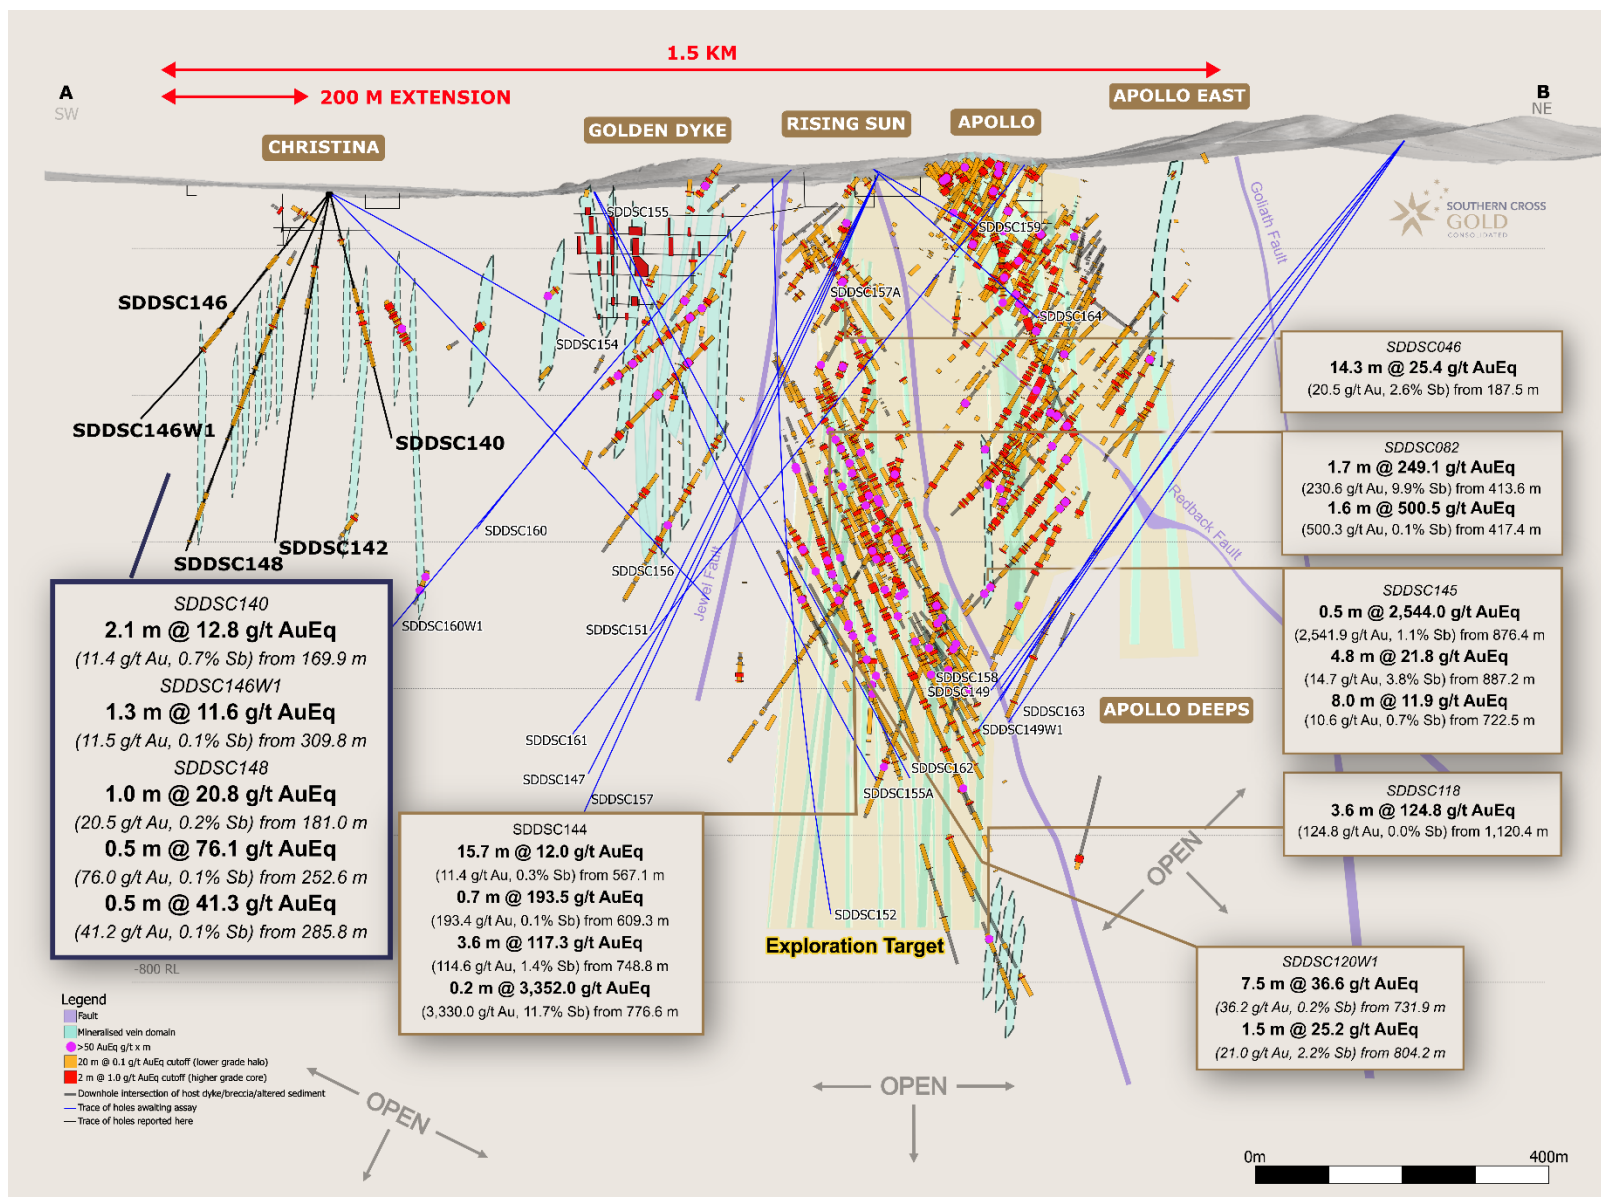 1.5 KM
A
SW
200 M EXTENSION
B
NE
APOLLO EAST
GOLDEN DYKE
RISING SUN
APOLLO
CHRISTINA
SOUTHERN CROSS
GOLD
CONSOLIDATED
Goliath Fault
SDDSC155
SDDSC159
SDDSC146
SDDSC157A
SDDSC164
SDDSC154
SDDSC046
14.3 m @ 25.4 g/t AuEq
(20.5 g/t Au, 2.6% Sb) from 187.5 m
SDDSC146W1
SDDSC140
SDDSC082
1.7 m @ 249.1 g/t AuEq
(230.6 g/t Au, 9.9% Sb) from 413.6 m
1.6 m @ 500.5 g/t AuEq
(500.3 g/t Au, 0.1% Sb) from 417.4 m
Redback Fault
SDDSC160
SDDSC142
SDDSC148
SDDSC156
Jewel Fault
SDDSC145
0.5 m @ 2,544.0 g/t AuEq
(2,541.9 g/t Au, 1.1% Sb) from 876.4 m
4.8 m @ 21.8 g/t AuEq
(14.7 g/t Au, 3.8% Sb) from 887.2 m
8.0 m @ 11.9 g/t AuEq
(10.6 g/t Au, 0.7% Sb) from 722.5 m
SDDSC140
2.1 m @ 12.8 g/t AuEq
(11.4 g/t Au, 0.7% Sb) from 169.9 m
SDDSC146W1
1.3 m @ 11.6 g/t AuEq
(11.5 g/t Au, 0.1% Sb) from 309.8 m
SDDSC148
1.0 m @ 20.8 g/t AuEq
(20.5 g/t Au, 0.2% Sb) from 181.0 m
0.5 m @ 76.1 g/t AuEq
(76.0 g/t Au, 0.1% Sb) from 252.6 m
0.5 m @ 41.3 g/t AuEq
(41.2 g/t Au, 0.1% Sb) from 285.8 m
SDDSC160W1
SDDSC151
SDDSC158
SDDSC149
SDDSC163
APOLLO DEEPS
SDDSC149W1
SDDSC161
SDDSC147
SDDSC162
SDDSC157
SDDSC155A
SDDSC118
3.6 m @ 124.8 g/t AuEq
(124.8 g/t Au, 0.0% Sb) from 1,120.4 m
SDDSC144
15.7 m @ 12.0 g/t AuEq
(11.4 g/t Au, 0.3% Sb) from 567.1 m
0.7 m @ 193.5 g/t AuEq
(193.4 g/t Au, 0.1% Sb) from 609.3 m
3.6 m @ 117.3 g/t AuEq
(114.6 g/t Au, 1.4% Sb) from 748.8 m
0.2 m @ 3,352.0 g/t AuEq
(3,330.0 g/t Au, 11.7% Sb) from 776.6 m
OPEN
SDDSC152
Exploration Target
SDDSC120W1
7.5 m @ 36.6 g/t AuEq
(36.2 g/t Au, 0.2% Sb) from 731.9 m
1.5 m @ 25.2 g/t AuEq
(21.0 g/t Au, 2.2% Sb) from 804.2 m
-800 RL
Legend
Fault
Mineralised vein domain
>50 AuEq g/t x m
20 m @ 0.1 g/t AuEq cutoff (lower grade halo)
2 m @ 1.0 g/t AuEq cutoff (higher grade core)
Downhole intersection of host dyke/breccia/altered sediment
Trace of holes awaiting assay
Trace of holes reported here
OPEN
OPEN
0m
400m